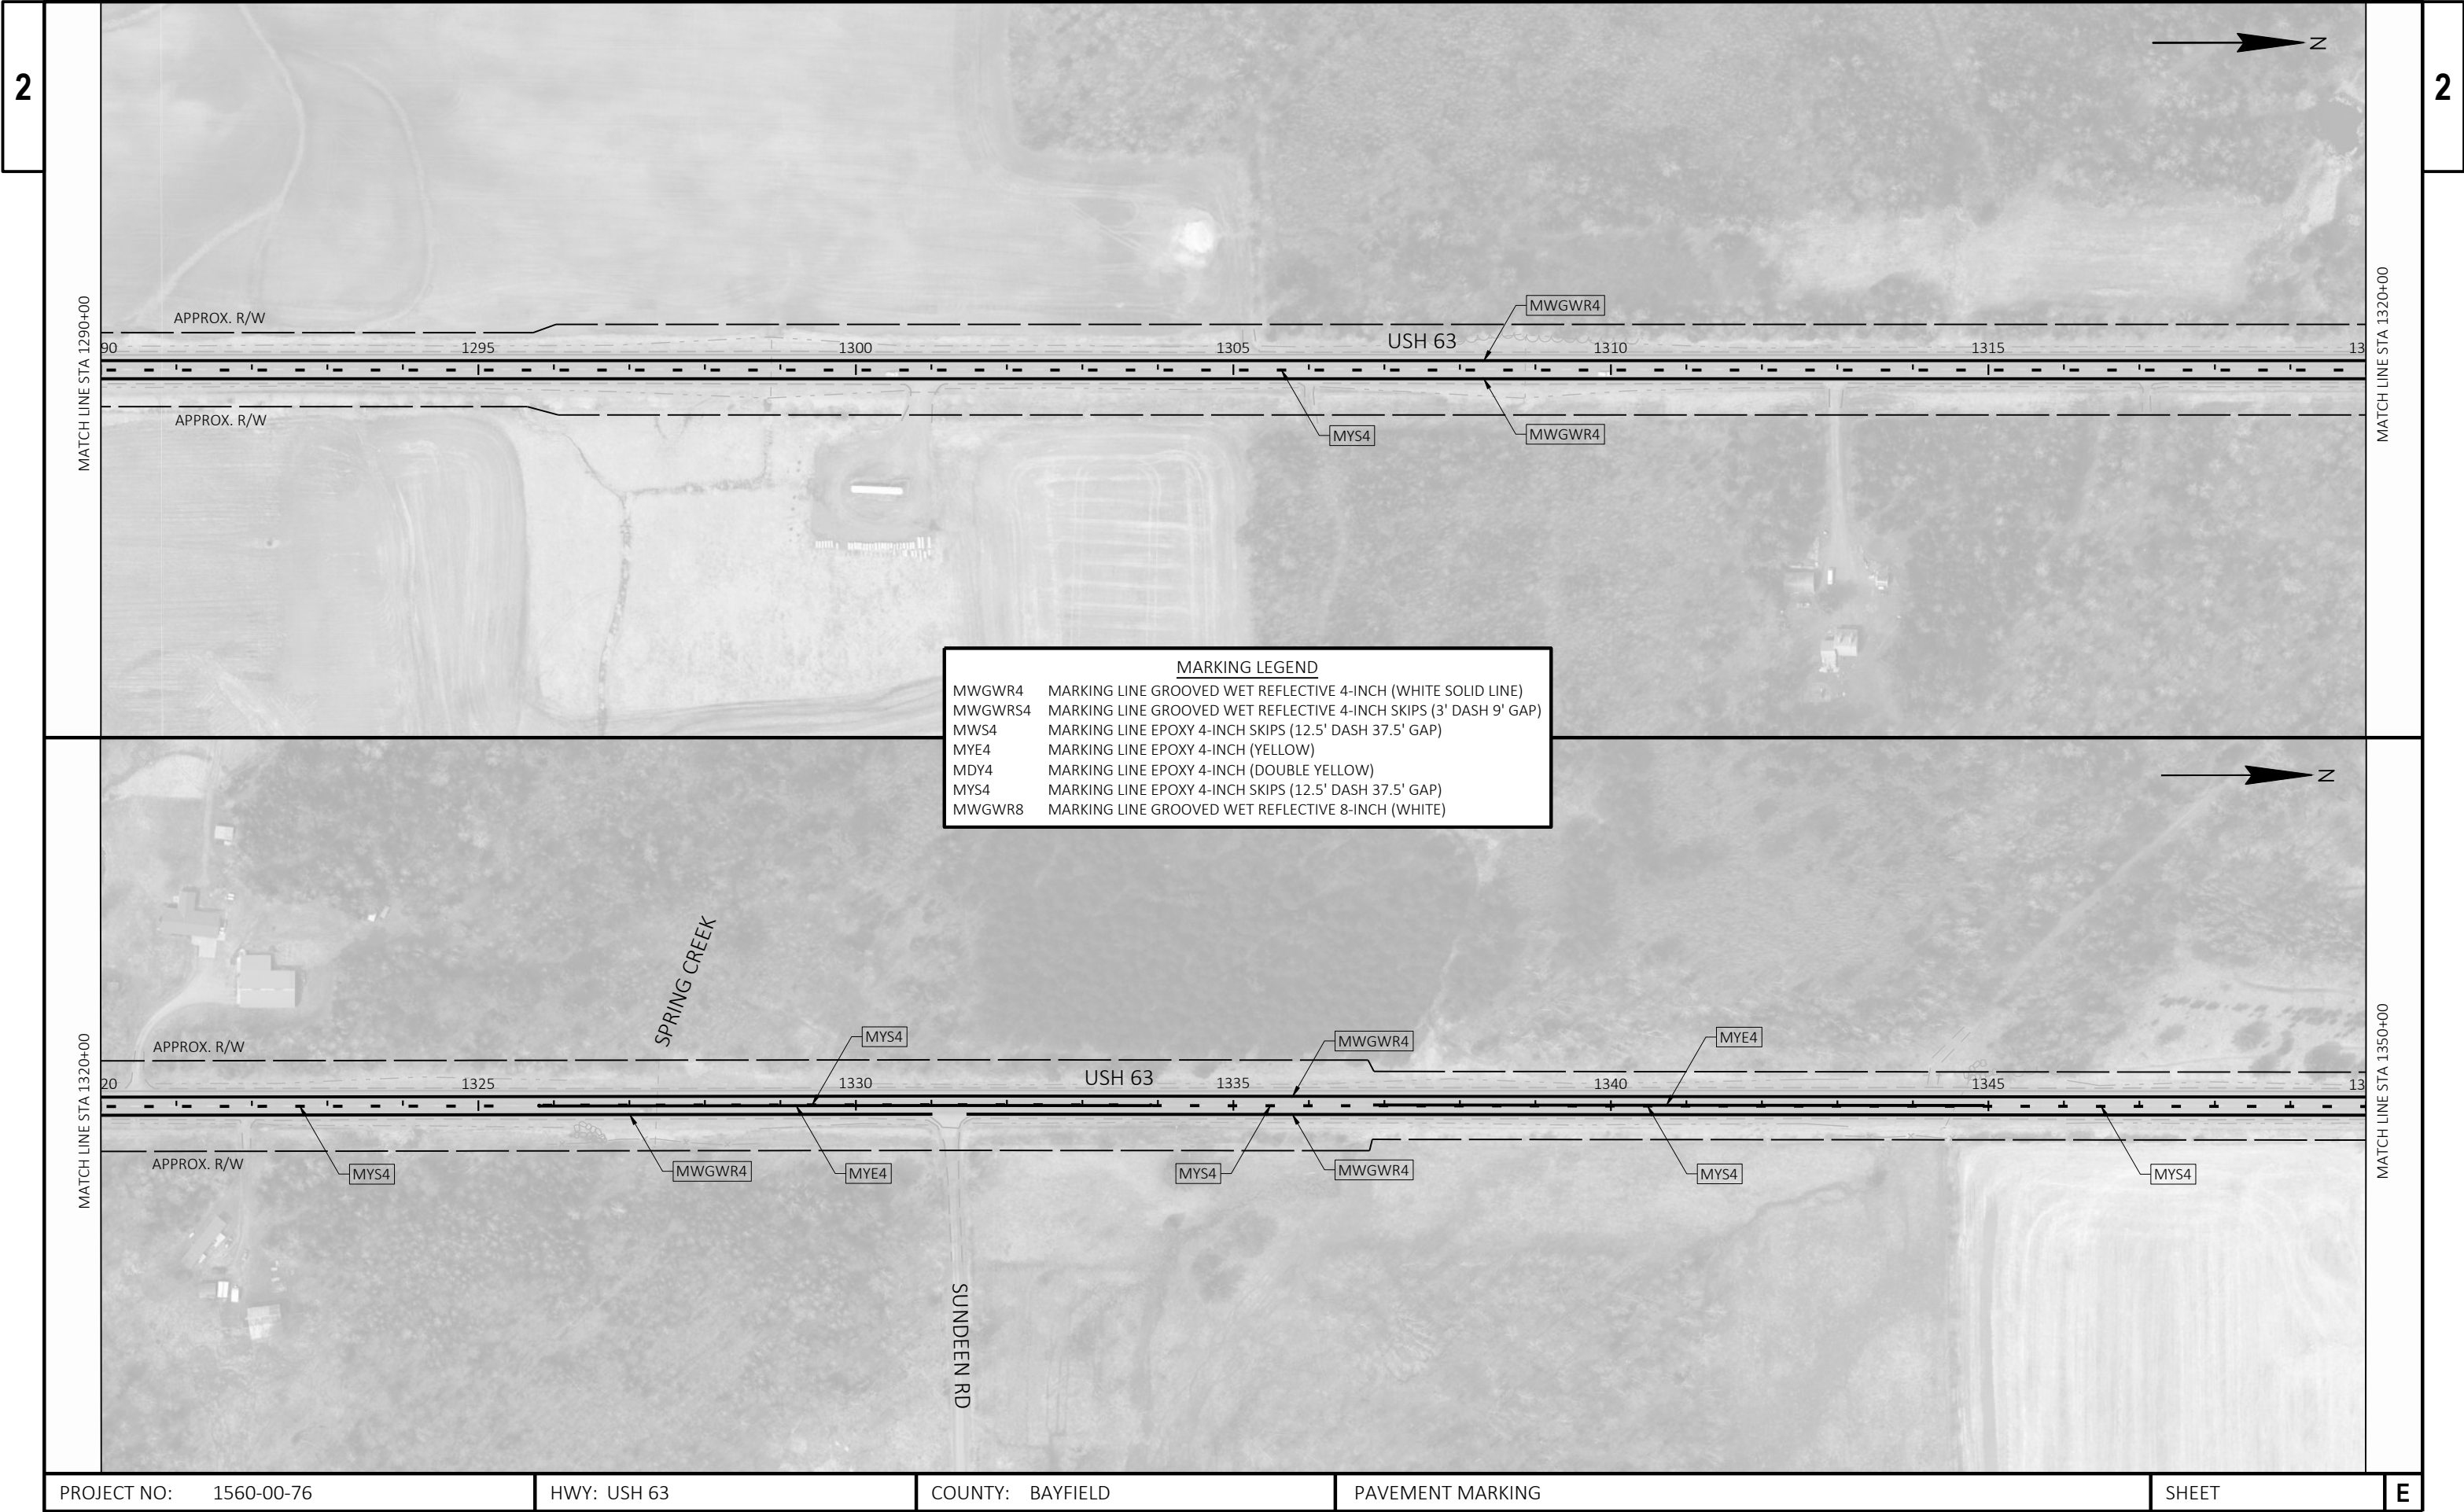 2
2
N
MATCH LINE STA 1290+00
MATCH LINE STA 1320+00
APPROX. R/W
MWGWR4
USH 63
90
1295
1300
1305
1310
1315
13
APPROX. R/W
MYS4
MWGWR4
MARKING LEGEND
MWGWR4 MARKING LINE GROOVED WET REFLECTIVE 4-INCH (WHITE SOLID LINE)
MWGWRS4 MARKING LINE GROOVED WET REFLECTIVE 4-INCH SKIPS (3' DASH 9' GAP)
MWS4 MARKING LINE EPOXY 4-INCH SKIPS (12.5' DASH 37.5' GAP)
MYE4 MARKING LINE EPOXY 4-INCH (YELLOW)
MDY4 MARKING LINE EPOXY 4-INCH (DOUBLE YELLOW)
MYS4 MARKING LINE EPOXY 4-INCH SKIPS (12.5' DASH 37.5' GAP)
MWGWR8 MARKING LINE GROOVED WET REFLECTIVE 8-INCH (WHITE)
N
MATCH LINE STA 1320+00
MATCH LINE STA 1350+00
SPRING CREEK
APPROX. R/W
MYS4
MWGWR4
MYE4
USH 63
20
1325
1330
1335
1340
1345
13
APPROX. R/W
MYS4
MWGWR4
MYE4
MYS4
MWGWR4
MYS4
MYS4
SUNDEEN RD
PROJECT NO: 1560-00-76
HWY: USH 63
COUNTY: BAYFIELD
PAVEMENT MARKING
SHEET
E